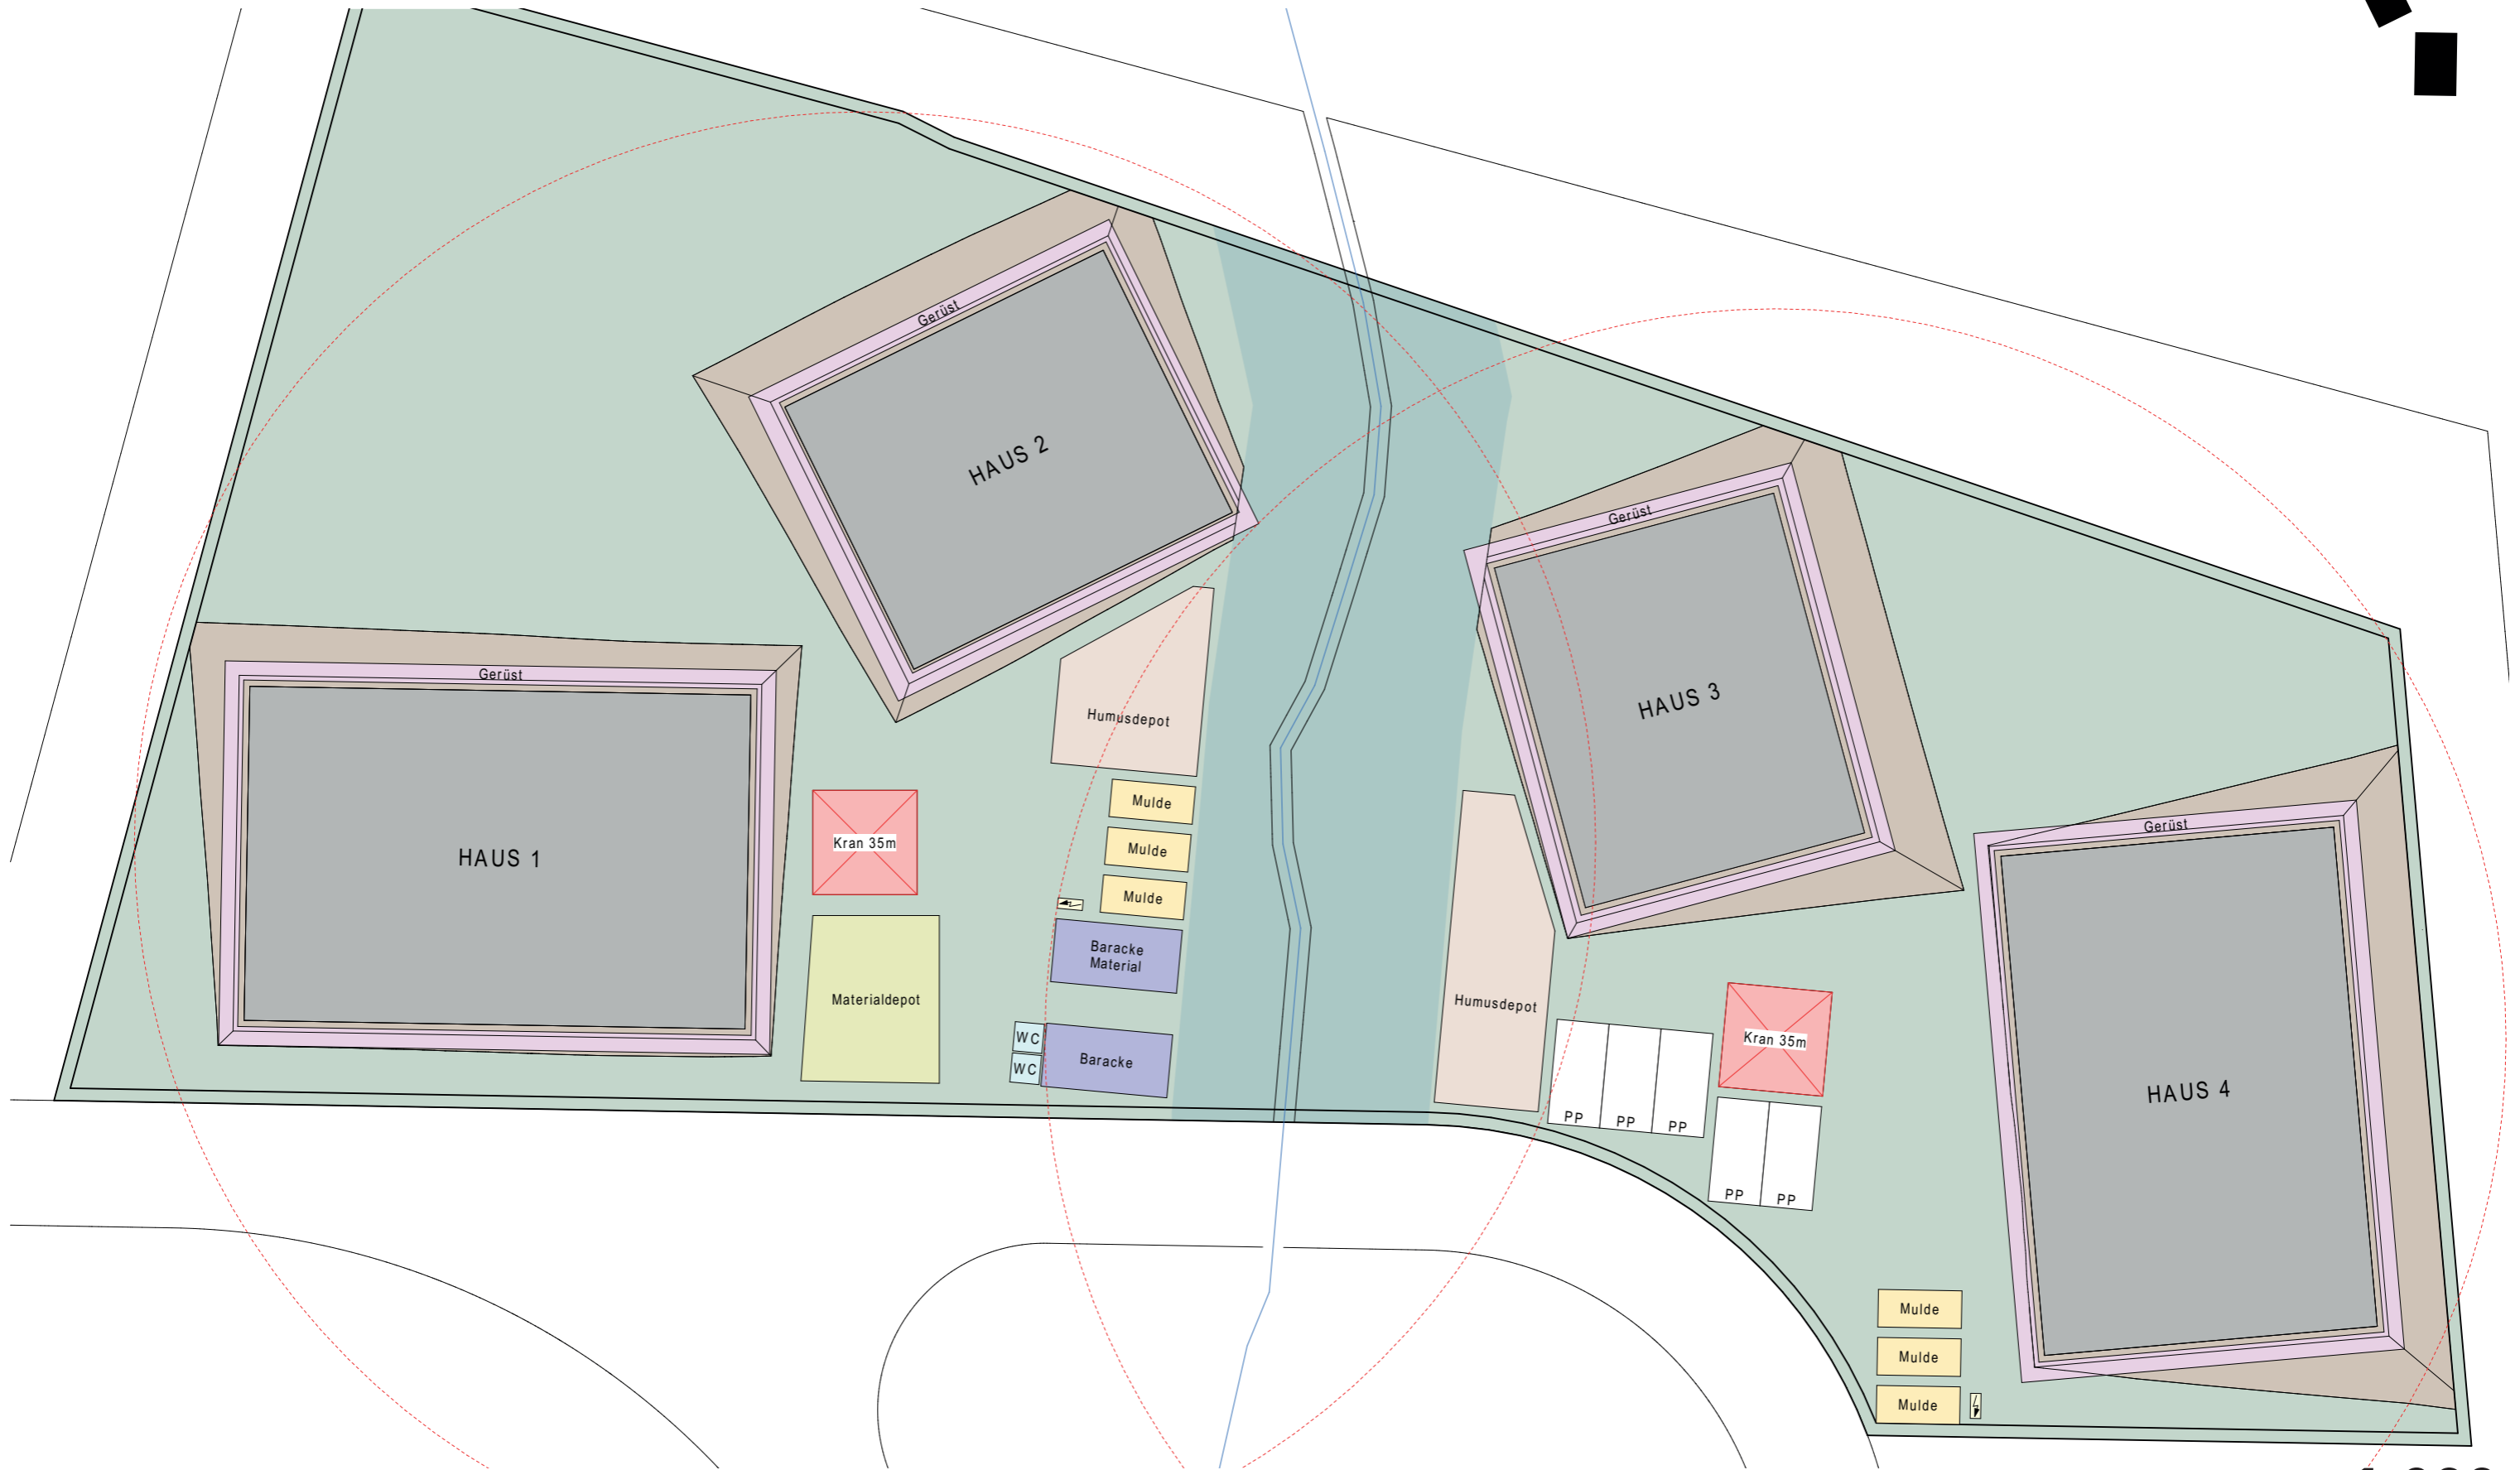 Gerüst
HAUS 2
Gerüst
HAUS 3
Gerüst
HAUS 1
Humusdepot
Mulde
Mulde
Mulde
Kran 35m
Baracke
Material
Materialdepot
WC
WC
Baracke
Humusdepot
Kran 35m
PP
PP
PP
PP
PP
Gerüst
HAUS 4
Mulde
Mulde
Mulde